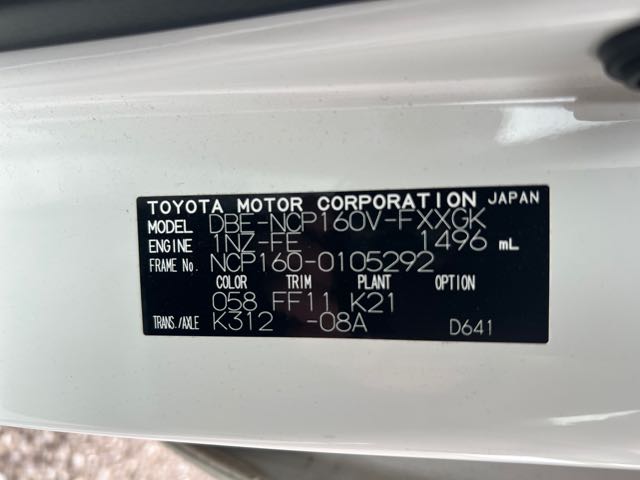 TOYOTA MOTOR CORPORATION JAPAN
MODEL DBE-NCP160V-FXXGK
ENGINE 1NZ-FE 1496 mL
FRAME No. NCP160-0105292
COLOR TRIM PLANT OPTION
058 FF11 K21
TRANS./AXLE K312 -08A D641